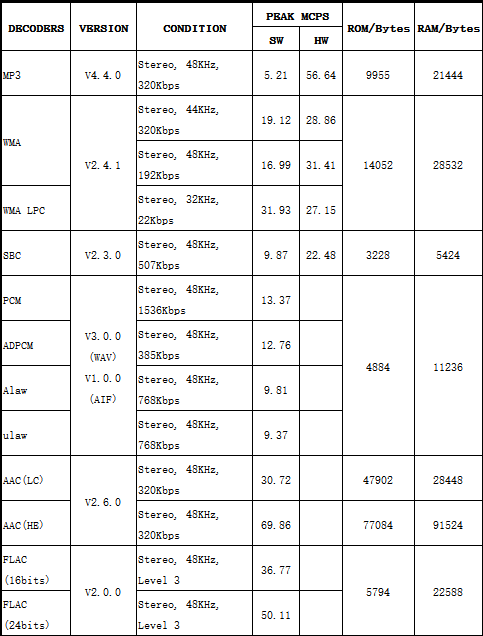 DECODERS VERSION CONDITION PEAK MCPS ROM/Bytes RAM/Bytes
SW HW
MP3 V4.4.0 Stereo, 48KHz, 320Kbps 5.21 56.64 9955 21444
WMA V2.4.1 Stereo, 44KHz, 320Kbps 19.12 28.86 14052 28532
Stereo, 48KHz, 192Kbps 16.99 31.41
WMA LPC Stereo, 32KHz, 22Kbps 31.93 27.15
SBC V2.3.0 Stereo, 48KHz, 507Kbps 9.87 22.48 3228 5424
PCM V3.0.0 (WAV) V1.0.0 (AIF) Stereo, 48KHz, 1536Kbps 13.37 4884 11236
ADPCM Stereo, 48KHz, 385Kbps 12.76
Alaw Stereo, 48KHz, 768Kbps 9.81
ulaw Stereo, 48KHz, 768Kbps 9.37
AAC(LC) V2.6.0 Stereo, 48KHz, 320Kbps 30.72 47902 28448
AAC(HE) Stereo, 48KHz, 320Kbps 69.86 77084 91524
FLAC (16bits) V2.0.0 Stereo, 48KHz, Level 3 36.77 5794 22588
FLAC (24bits) Stereo, 48KHz, Level 3 50.11